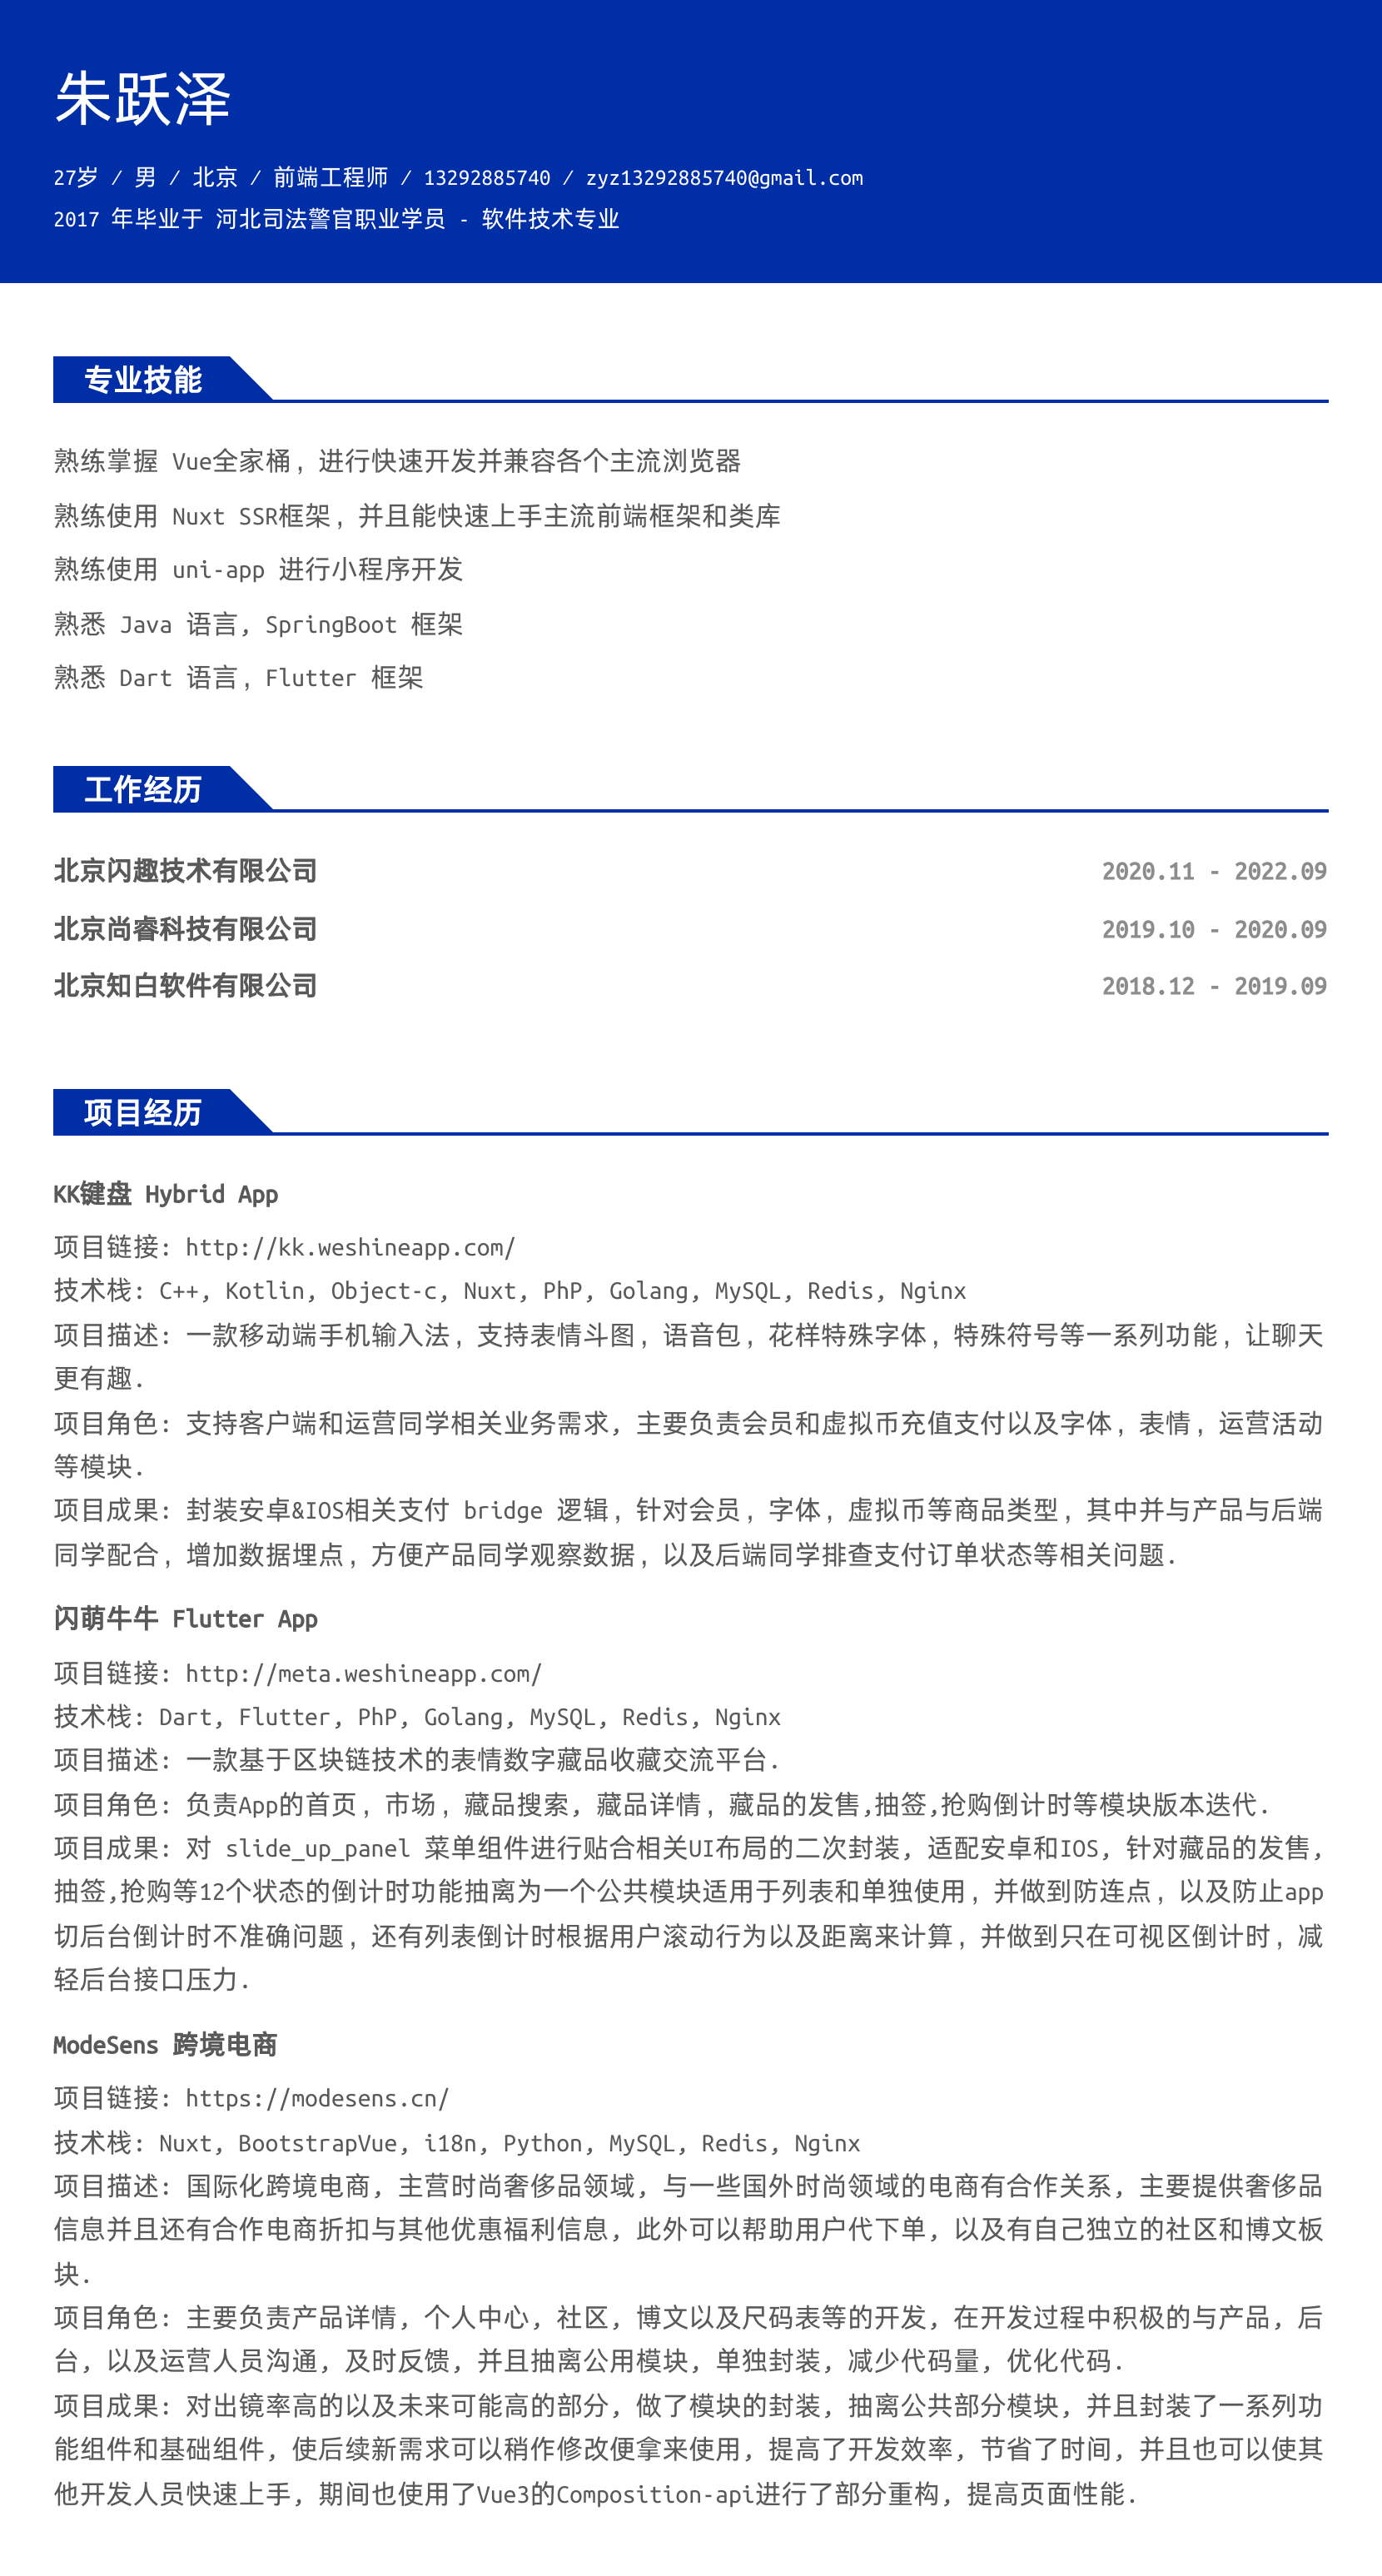 朱跃泽
27岁 / 男 / 北京 / 前端工程师 / 13292885740 / zyz13292885740@gmail.com
2017 年毕业于 河北司法警官职业学员 - 软件技术专业
专业技能
熟练掌握 Vue全家桶, 进行快速开发并兼容各个主流浏览器
熟练使用 Nuxt SSR框架, 并且能快速上手主流前端框架和类库
熟练使用 uni-app 进行小程序开发
熟悉 Java 语言, SpringBoot 框架
熟悉 Dart 语言, Flutter 框架
工作经历
北京闪趣技术有限公司 2020.11 - 2022.09
北京尚睿科技有限公司 2019.10 - 2020.09
北京知白软件有限公司 2018.12 - 2019.09
项目经历
KK键盘 Hybrid App
项目链接: http://kk.weshineapp.com/
技术栈: C++, Kotlin, Object-c, Nuxt, PhP, Golang, MySQL, Redis, Nginx
项目描述: 一款移动端手机输入法, 支持表情斗图, 语音包, 花样特殊字体, 特殊符号等一系列功能, 让聊天
更有趣.
项目角色: 支持客户端和运营同学相关业务需求, 主要负责会员和虚拟币充值支付以及字体, 表情, 运营活动
等模块.
项目成果: 封装安卓&IOS相关支付 bridge 逻辑, 针对会员, 字体, 虚拟币等商品类型, 其中并与产品与后端
同学配合, 增加数据埋点, 方便产品同学观察数据, 以及后端同学排查支付订单状态等相关问题.
闪萌牛牛 Flutter App
项目链接: http://meta.weshineapp.com/
技术栈: Dart, Flutter, PhP, Golang, MySQL, Redis, Nginx
项目描述: 一款基于区块链技术的表情数字藏品收藏交流平台.
项目角色: 负责App的首页, 市场, 藏品搜索, 藏品详情, 藏品的发售,抽签,抢购倒计时等模块版本迭代.
项目成果: 对 slide_up_panel 菜单组件进行贴合相关UI布局的二次封装, 适配安卓和IOS, 针对藏品的发售,
抽签,抢购等12个状态的倒计时功能抽离为一个公共模块适用于列表和单独使用, 并做到防连点, 以及防止app
切后台倒计时不准确问题, 还有列表倒计时根据用户滚动行为以及距离来计算, 并做到只在可视区倒计时, 减
轻后台接口压力.
ModeSens 跨境电商
项目链接: https://modesens.cn/
技术栈: Nuxt, BootstrapVue, i18n, Python, MySQL, Redis, Nginx
项目描述: 国际化跨境电商, 主营时尚奢侈品领域, 与一些国外时尚领域的电商有合作关系, 主要提供奢侈品
信息并且还有合作电商折扣与其他优惠福利信息, 此外可以帮助用户代下单, 以及有自己独立的社区和博文板
块.
项目角色: 主要负责产品详情, 个人中心, 社区, 博文以及尺码表等的开发, 在开发过程中积极的与产品, 后
台, 以及运营人员沟通, 及时反馈, 并且抽离公用模块, 单独封装, 减少代码量, 优化代码.
项目成果: 对出镜率高的以及未来可能高的部分, 做了模块的封装, 抽离公共部分模块, 并且封装了一系列功
能组件和基础组件, 使后续新需求可以稍作修改便拿来使用, 提高了开发效率, 节省了时间, 并且也可以使其
他开发人员快速上手, 期间也使用了Vue3的Composition-api进行了部分重构, 提高页面性能.